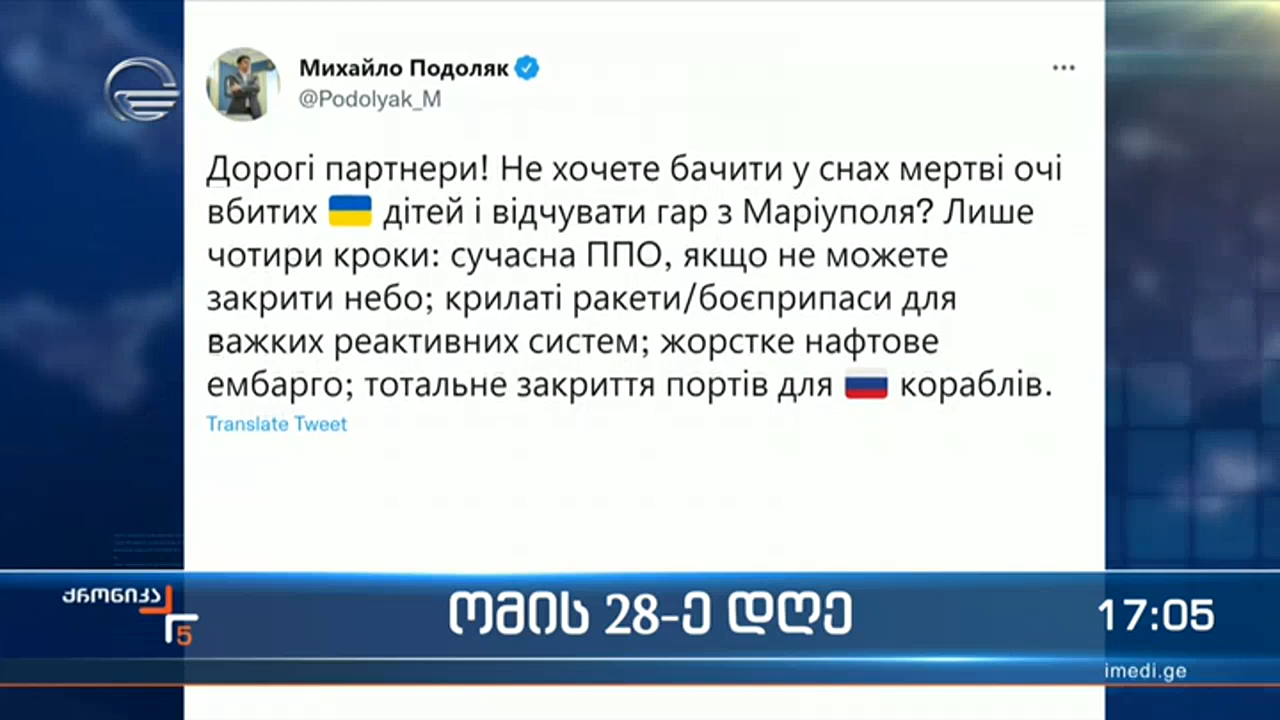 Михайло Подоляк
@Podolyak_M
Дорогі партнери! Не хочете бачити у снах мертві очі
вбитих 🇺🇦 дітей і відчувати гар з Маріуполя? Лише
чотири кроки: сучасна ППО, якщо не можете
закрити небо; крилаті ракети/боєприпаси для
важких реактивних систем; жорстке нафтове
ембарго; тотальне закриття портів для 🇷🇺 кораблів.
Translate Tweet
ქრონიკა
5
ომის 28-ე დღე
17:05
imedi.ge